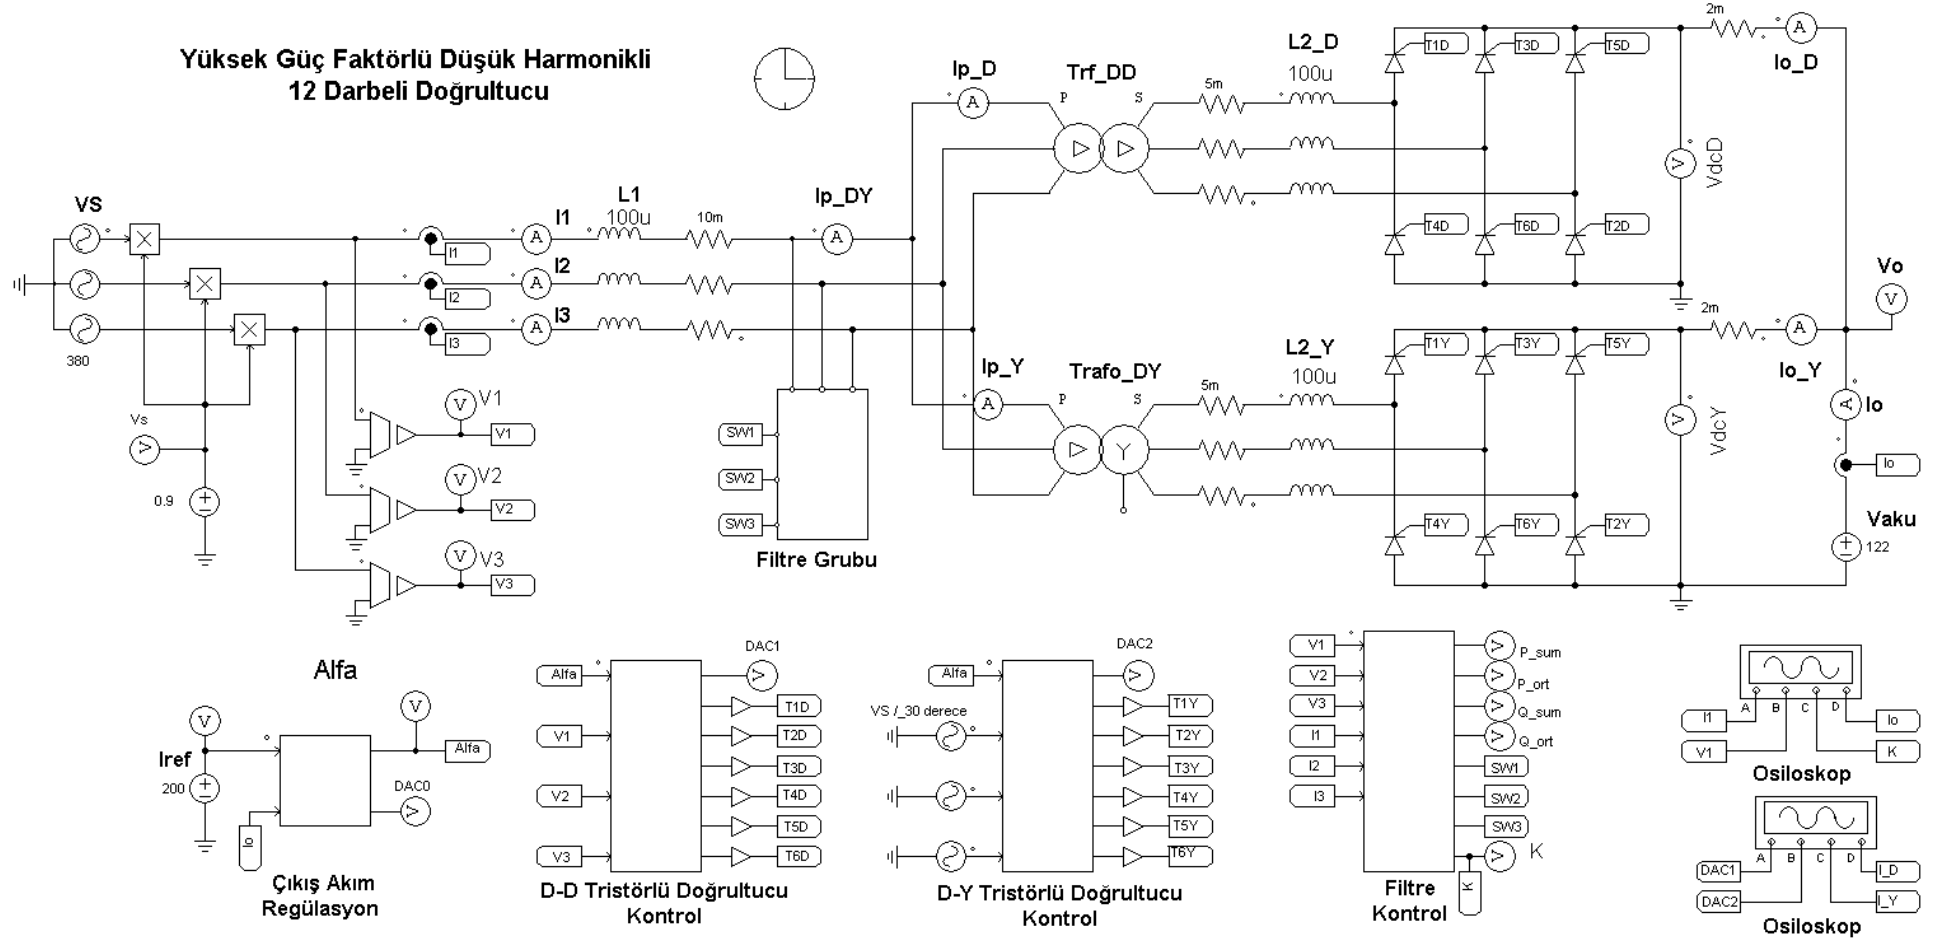 Yüksek Güç Faktörlü Düşük Harmonikli
12 Darbeli Doğrultucu
VS
380
Vs
V
0.9
I1
I2
I3
I1
I2
I3
A
A
A
L1
100u
10m
V
V1
V1
V
V2
V2
V
V3
V3
Ip_DY
A
SW1
SW2
SW3
Filtre Grubu
Ip_D
A
Trf_DD
P
S
5m
L2_D
100u
T1D
T3D
T5D
T4D
T6D
T2D
V
VdcD
2m
A
Io_D
Ip_Y
A
Trafo_DY
P
S
Y
5m
L2_Y
100u
T1Y
T3Y
T5Y
T4Y
T6Y
T2Y
V
VdcY
2m
A
Io_Y
Vo
V
A
Io
Io
Vaku
122
Alfa
V
Iref
200
Io
V
Alfa
DAC0
V
Çıkış Akım
Regülasyon
Alfa
V1
V2
V3
DAC1
V
T1D
T2D
T3D
T4D
T5D
T6D
D-D Tristörlü Doğrultucu
Kontrol
Alfa
VS /_30 derece
DAC2
V
T1Y
T2Y
T3Y
T4Y
T5Y
T6Y
D-Y Tristörlü Doğrultucu
Kontrol
V1
V2
V3
I1
I2
I3
V
P_sum
V
P_ort
V
Q_sum
V
Q_ort
SW1
SW2
SW3
V
K
K
Filtre
Kontrol
A B C D
I1
V1
Io
K
Osiloskop
A B C D
DAC1
DAC2
I_D
I_Y
Osiloskop